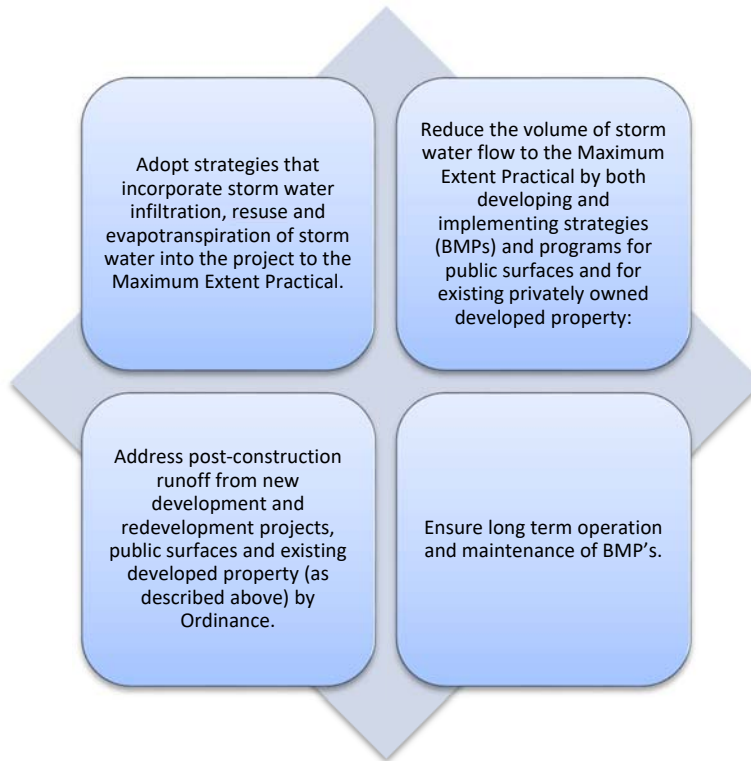 Adopt strategies that
incorporate storm water
infiltration, resuse and
evapotranspiration of storm
water into the project to the
Maximum Extent Practical.
Reduce the volume of storm
water flow to the Maximum
Extent Practical by both
developing and
implementing strategies
(BMPs) and programs for
public surfaces and for
existing privately owned
developed property:
Address post-construction
runoff from new
development and
redevelopment projects,
public surfaces and existing
developed property (as
described above) by
Ordinance.
Ensure long term operation
and maintenance of BMP’s.